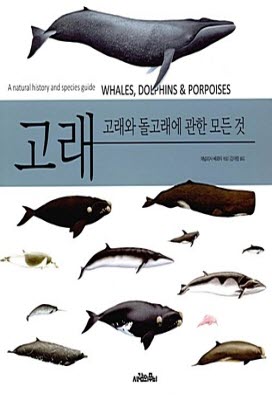 A natural history and species guide
WHALES, DOLPHINS & PORPOISES
고래
고래와 돌고래에 관한 모든 것